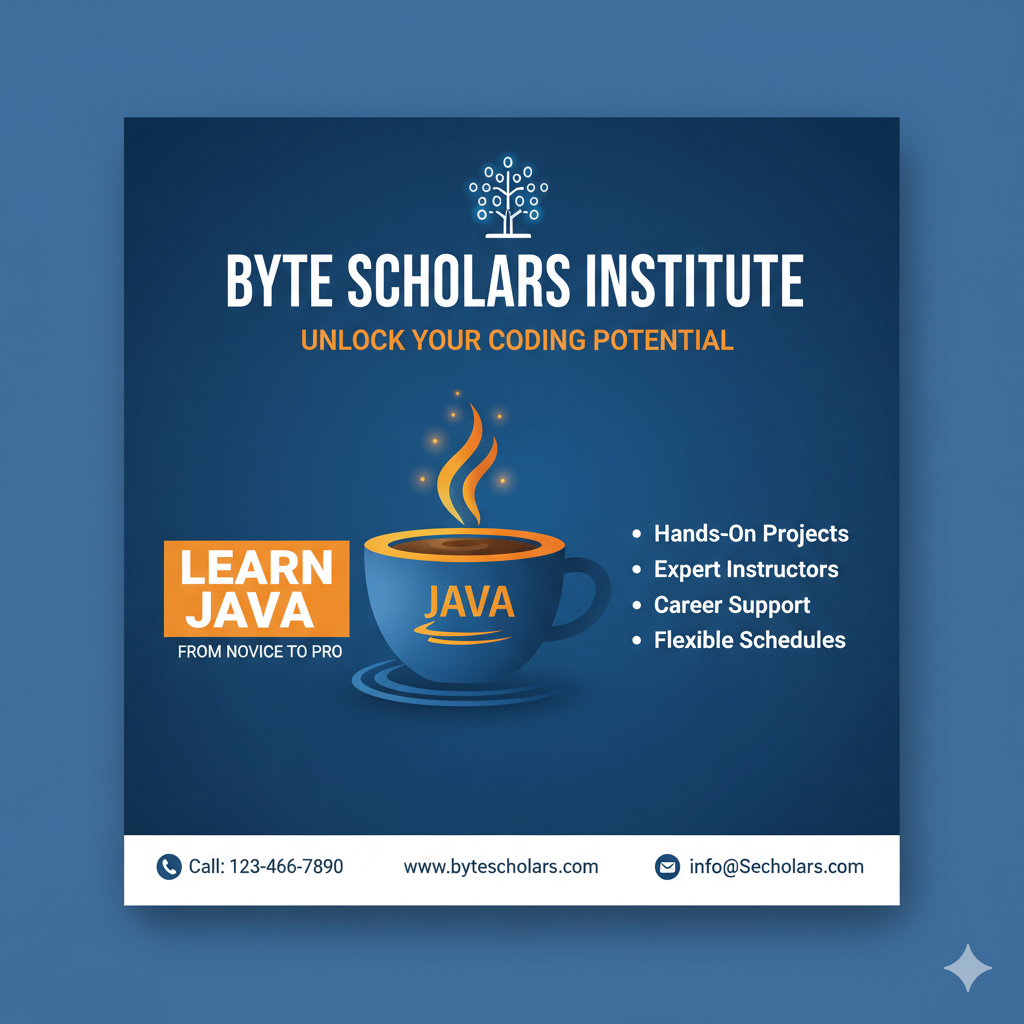 BYTE SCHOLARS INSTITUTE
UNLOCK YOUR CODING POTENTIAL
LEARN
JAVA
FROM NOVICE TO PRO
JAVA
• Hands-On Projects
• Expert Instructors
• Career Support
• Flexible Schedules
Call: 123-466-7890
www.bytescholars.com
info@Secholars.com